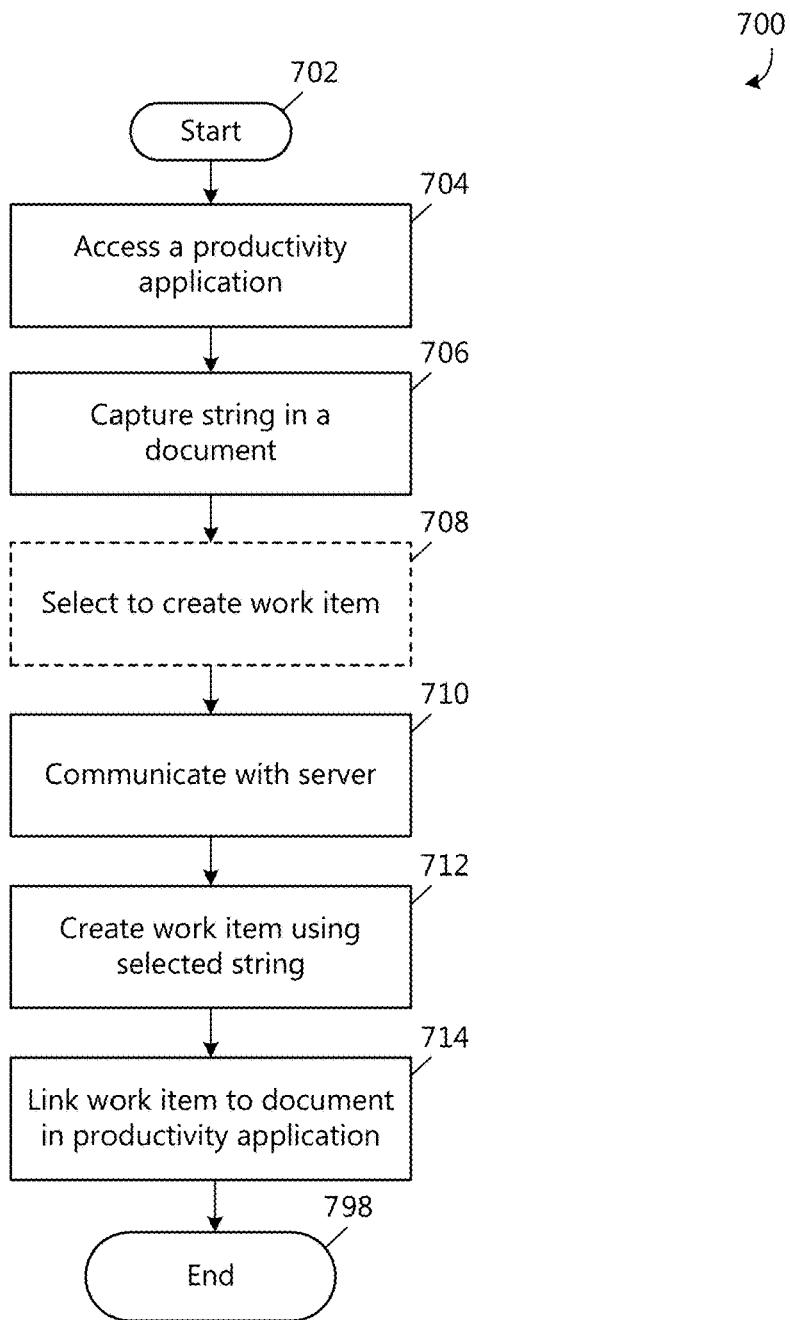 700
702
Start
704
Access a productivity
application
706
Capture string in a
document
708
Select to create work item
710
Communicate with server
712
Create work item using
selected string
714
Link work item to document
in productivity application
798
End